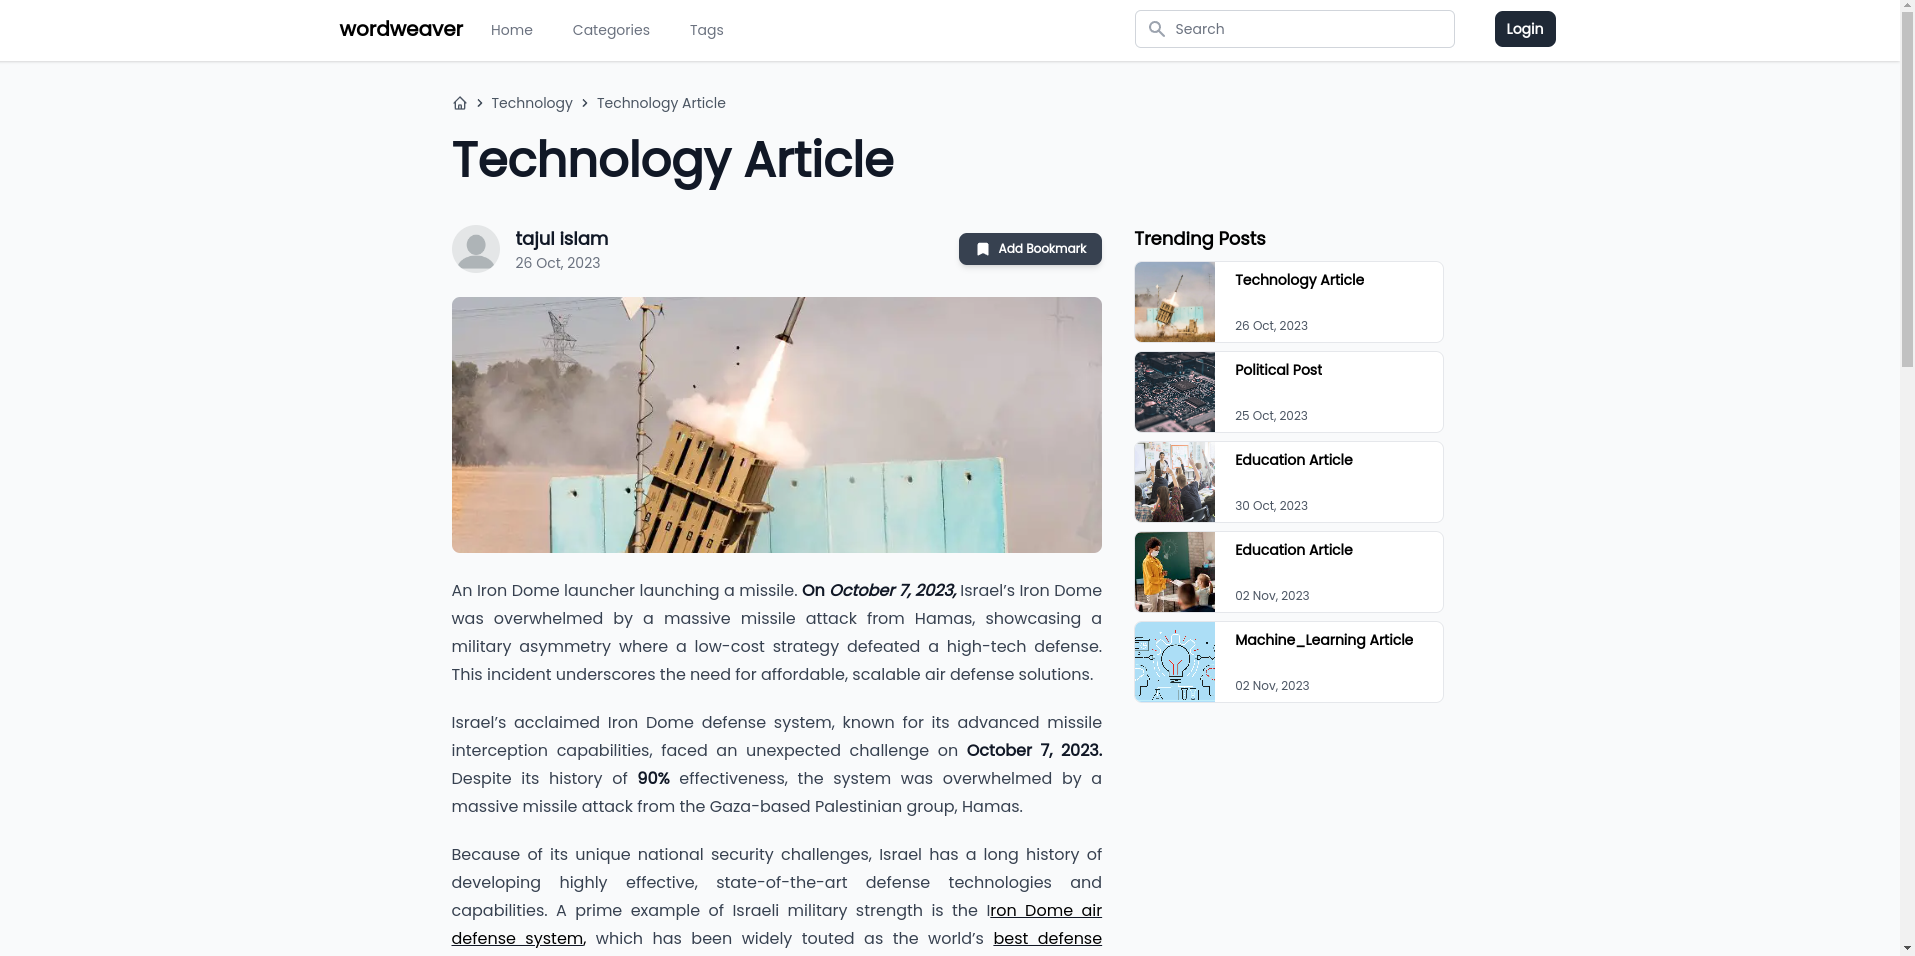 wordweaver Home Categories Tags Search Login
Technology Technology Article
Technology Article
tajul islam
26 Oct, 2023
Add Bookmark
An Iron Dome launcher launching a missile. On October 7, 2023, Israel’s Iron Dome
was overwhelmed by a massive missile attack from Hamas, showcasing a
military asymmetry where a low-cost strategy defeated a high-tech defense.
This incident underscores the need for affordable, scalable air defense solutions.
Israel’s acclaimed Iron Dome defense system, known for its advanced missile
interception capabilities, faced an unexpected challenge on October 7, 2023.
Despite its history of 90% effectiveness, the system was overwhelmed by a
massive missile attack from the Gaza-based Palestinian group, Hamas.
Because of its unique national security challenges, Israel has a long history of
developing highly effective, state-of-the-art defense technologies and
capabilities. A prime example of Israeli military strength is the Iron Dome air
defense system, which has been widely touted as the world’s best defense
Trending Posts
Technology Article
26 Oct, 2023
Political Post
25 Oct, 2023
Education Article
30 Oct, 2023
Education Article
02 Nov, 2023
Machine_Learning Article
02 Nov, 2023